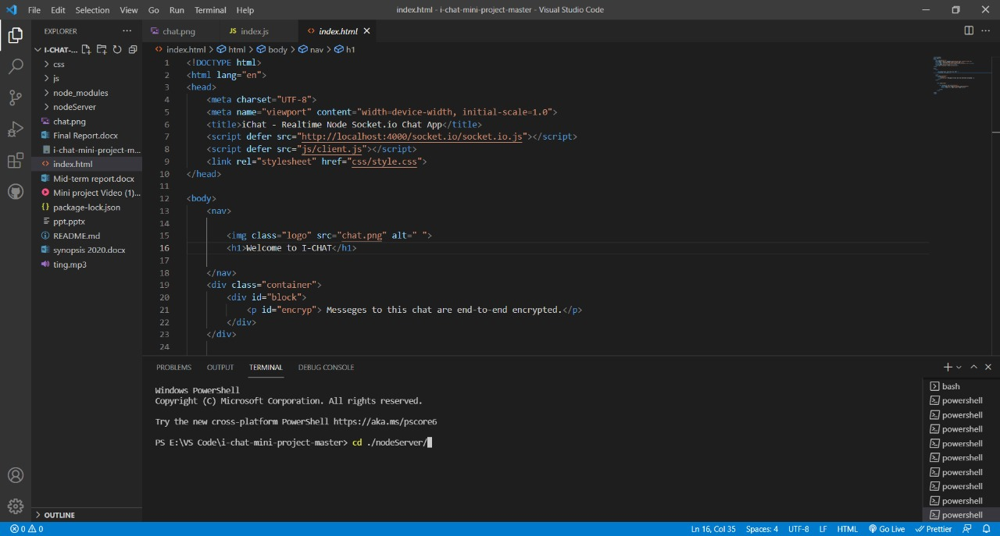 File Edit Selection View Go Run Terminal Help
index.html - i-chat-mini-project-master - Visual Studio Code
EXPLORER ···
chat.png
JS index.js
<> index.html
I-CHAT-...
<> index.html > html > body > nav > h1
css
js
node_modules
nodeServer
chat.png
Final Report.docx
i-chat-mini-project-m...
<> index.html
Mid-term report.docx
Mini project Video (1)...
{} package-lock.json
ppt.pptx
README.md
synopsis 2020.docx
ting.mp3
OUTLINE
1 <!DOCTYPE html>
2 <html lang="en">
3 <head>
4 <meta charset="UTF-8">
5 <meta name="viewport" content="width=device-width, initial-scale=1.0">
6 <title>iChat - Realtime Node Socket.io Chat App</title>
7 <script defer src="http://localhost:4000/socket.io/socket.io.js"></script>
8 <script defer src="js/client.js"></script>
9 <link rel="stylesheet" href="css/style.css">
10 </head>
11
12 <body>
13 <nav>
14
15 <img class="logo" src="chat.png" alt=" ">
16 <h1>Welcome to I-CHAT</h1>
17
18 </nav>
19 <div class="container">
20 <div id="block">
21 <p id="encryp"> Messeges to this chat are end-to-end encrypted.</p>
22 </div>
23 </div>
24
PROBLEMS OUTPUT TERMINAL DEBUG CONSOLE
Windows PowerShell
Copyright (C) Microsoft Corporation. All rights reserved.
Try the new cross-platform PowerShell https://aka.ms/pscore6
PS E:\VS Code\i-chat-mini-project-master> cd ./nodeServer/
bash
powershell
powershell
powershell
powershell
powershell
powershell
powershell
powershell
powershell
0 0
Ln 16, Col 35 Spaces: 4 UTF-8 LF HTML Go Live Prettier